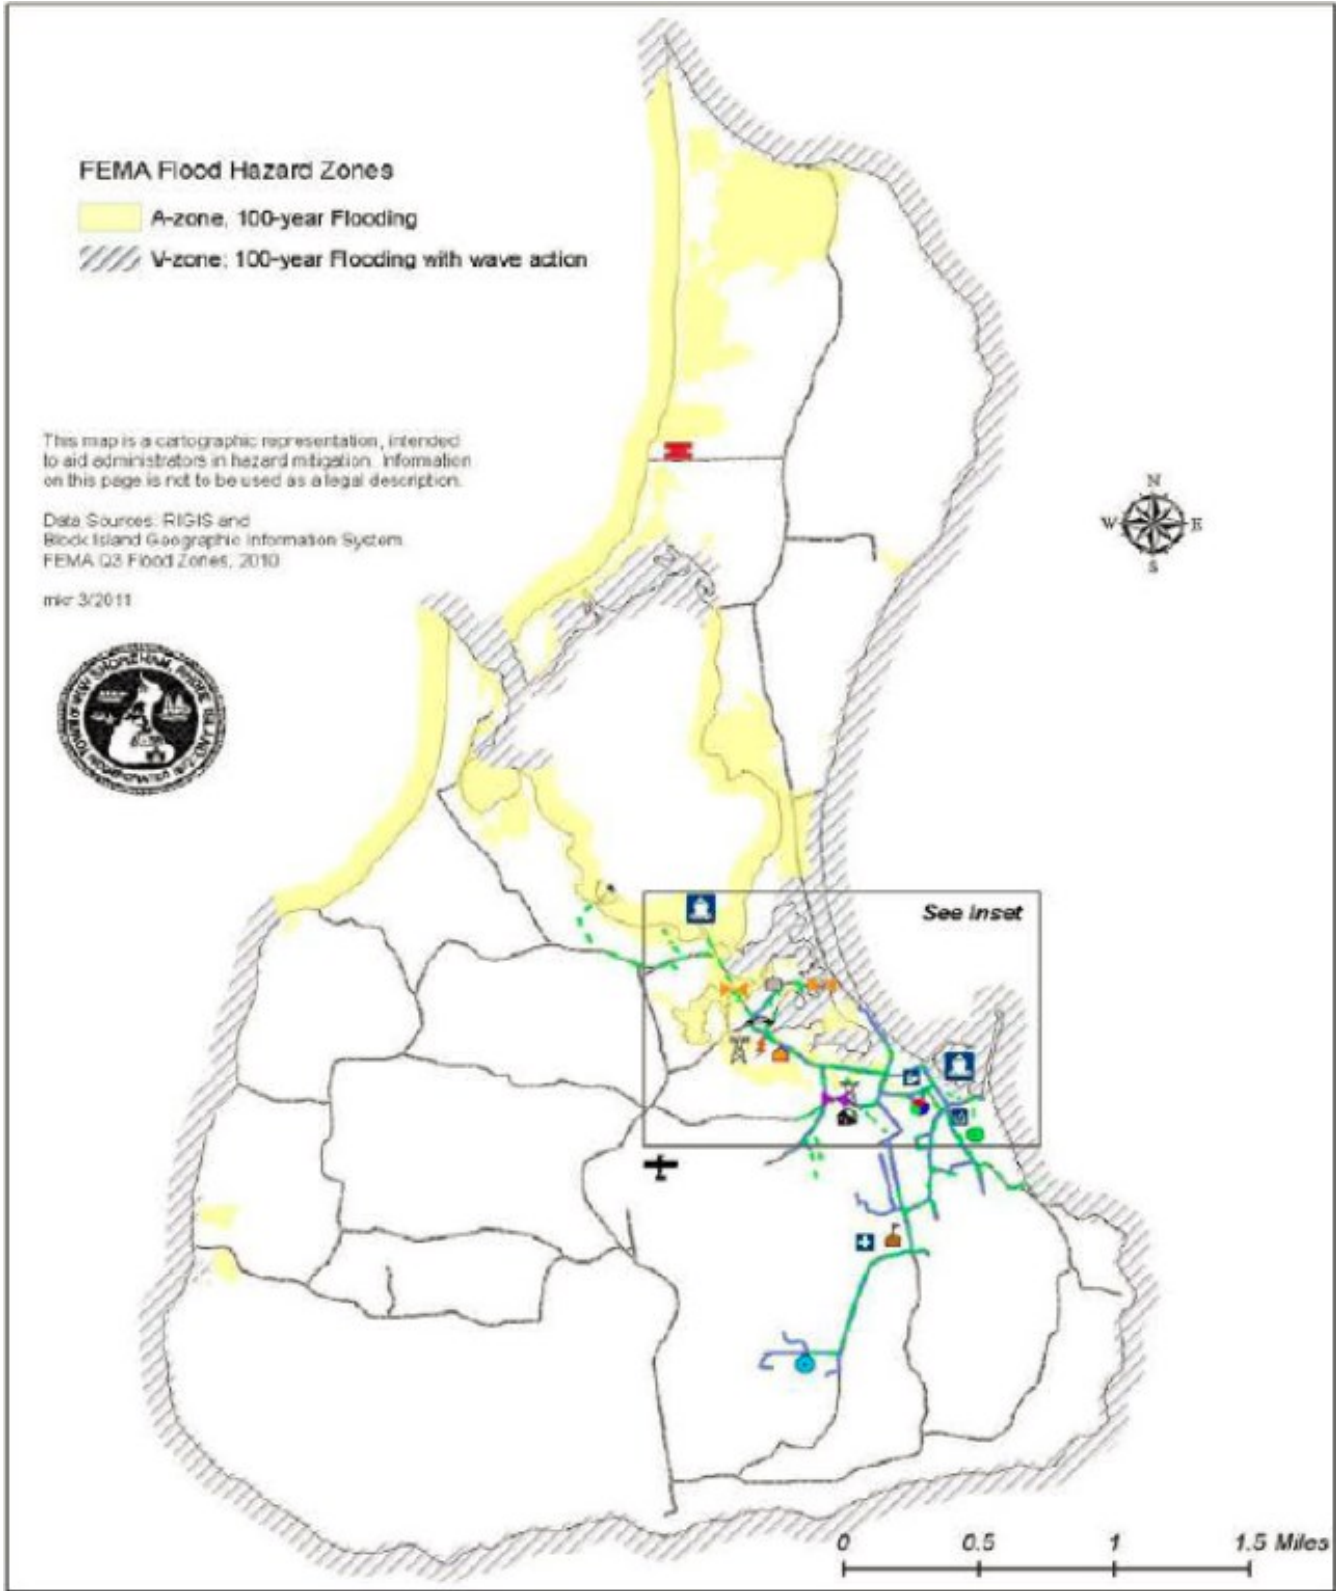 FEMA Flood Hazard Zones
A-zone, 100-year Flooding
V-zone; 100-year Flooding with wave action
This map is a cartographic representation, intended
to aid administrators in hazard mitigation. Information
on this page is not to be used as a legal description.
Data Sources: RIGIS and
Block Island Geographic Information System
FEMA Q3 Flood Zones, 2010
mkr 3/2011
N
W E
S
See Inset
0 0.5 1 1.5 Miles